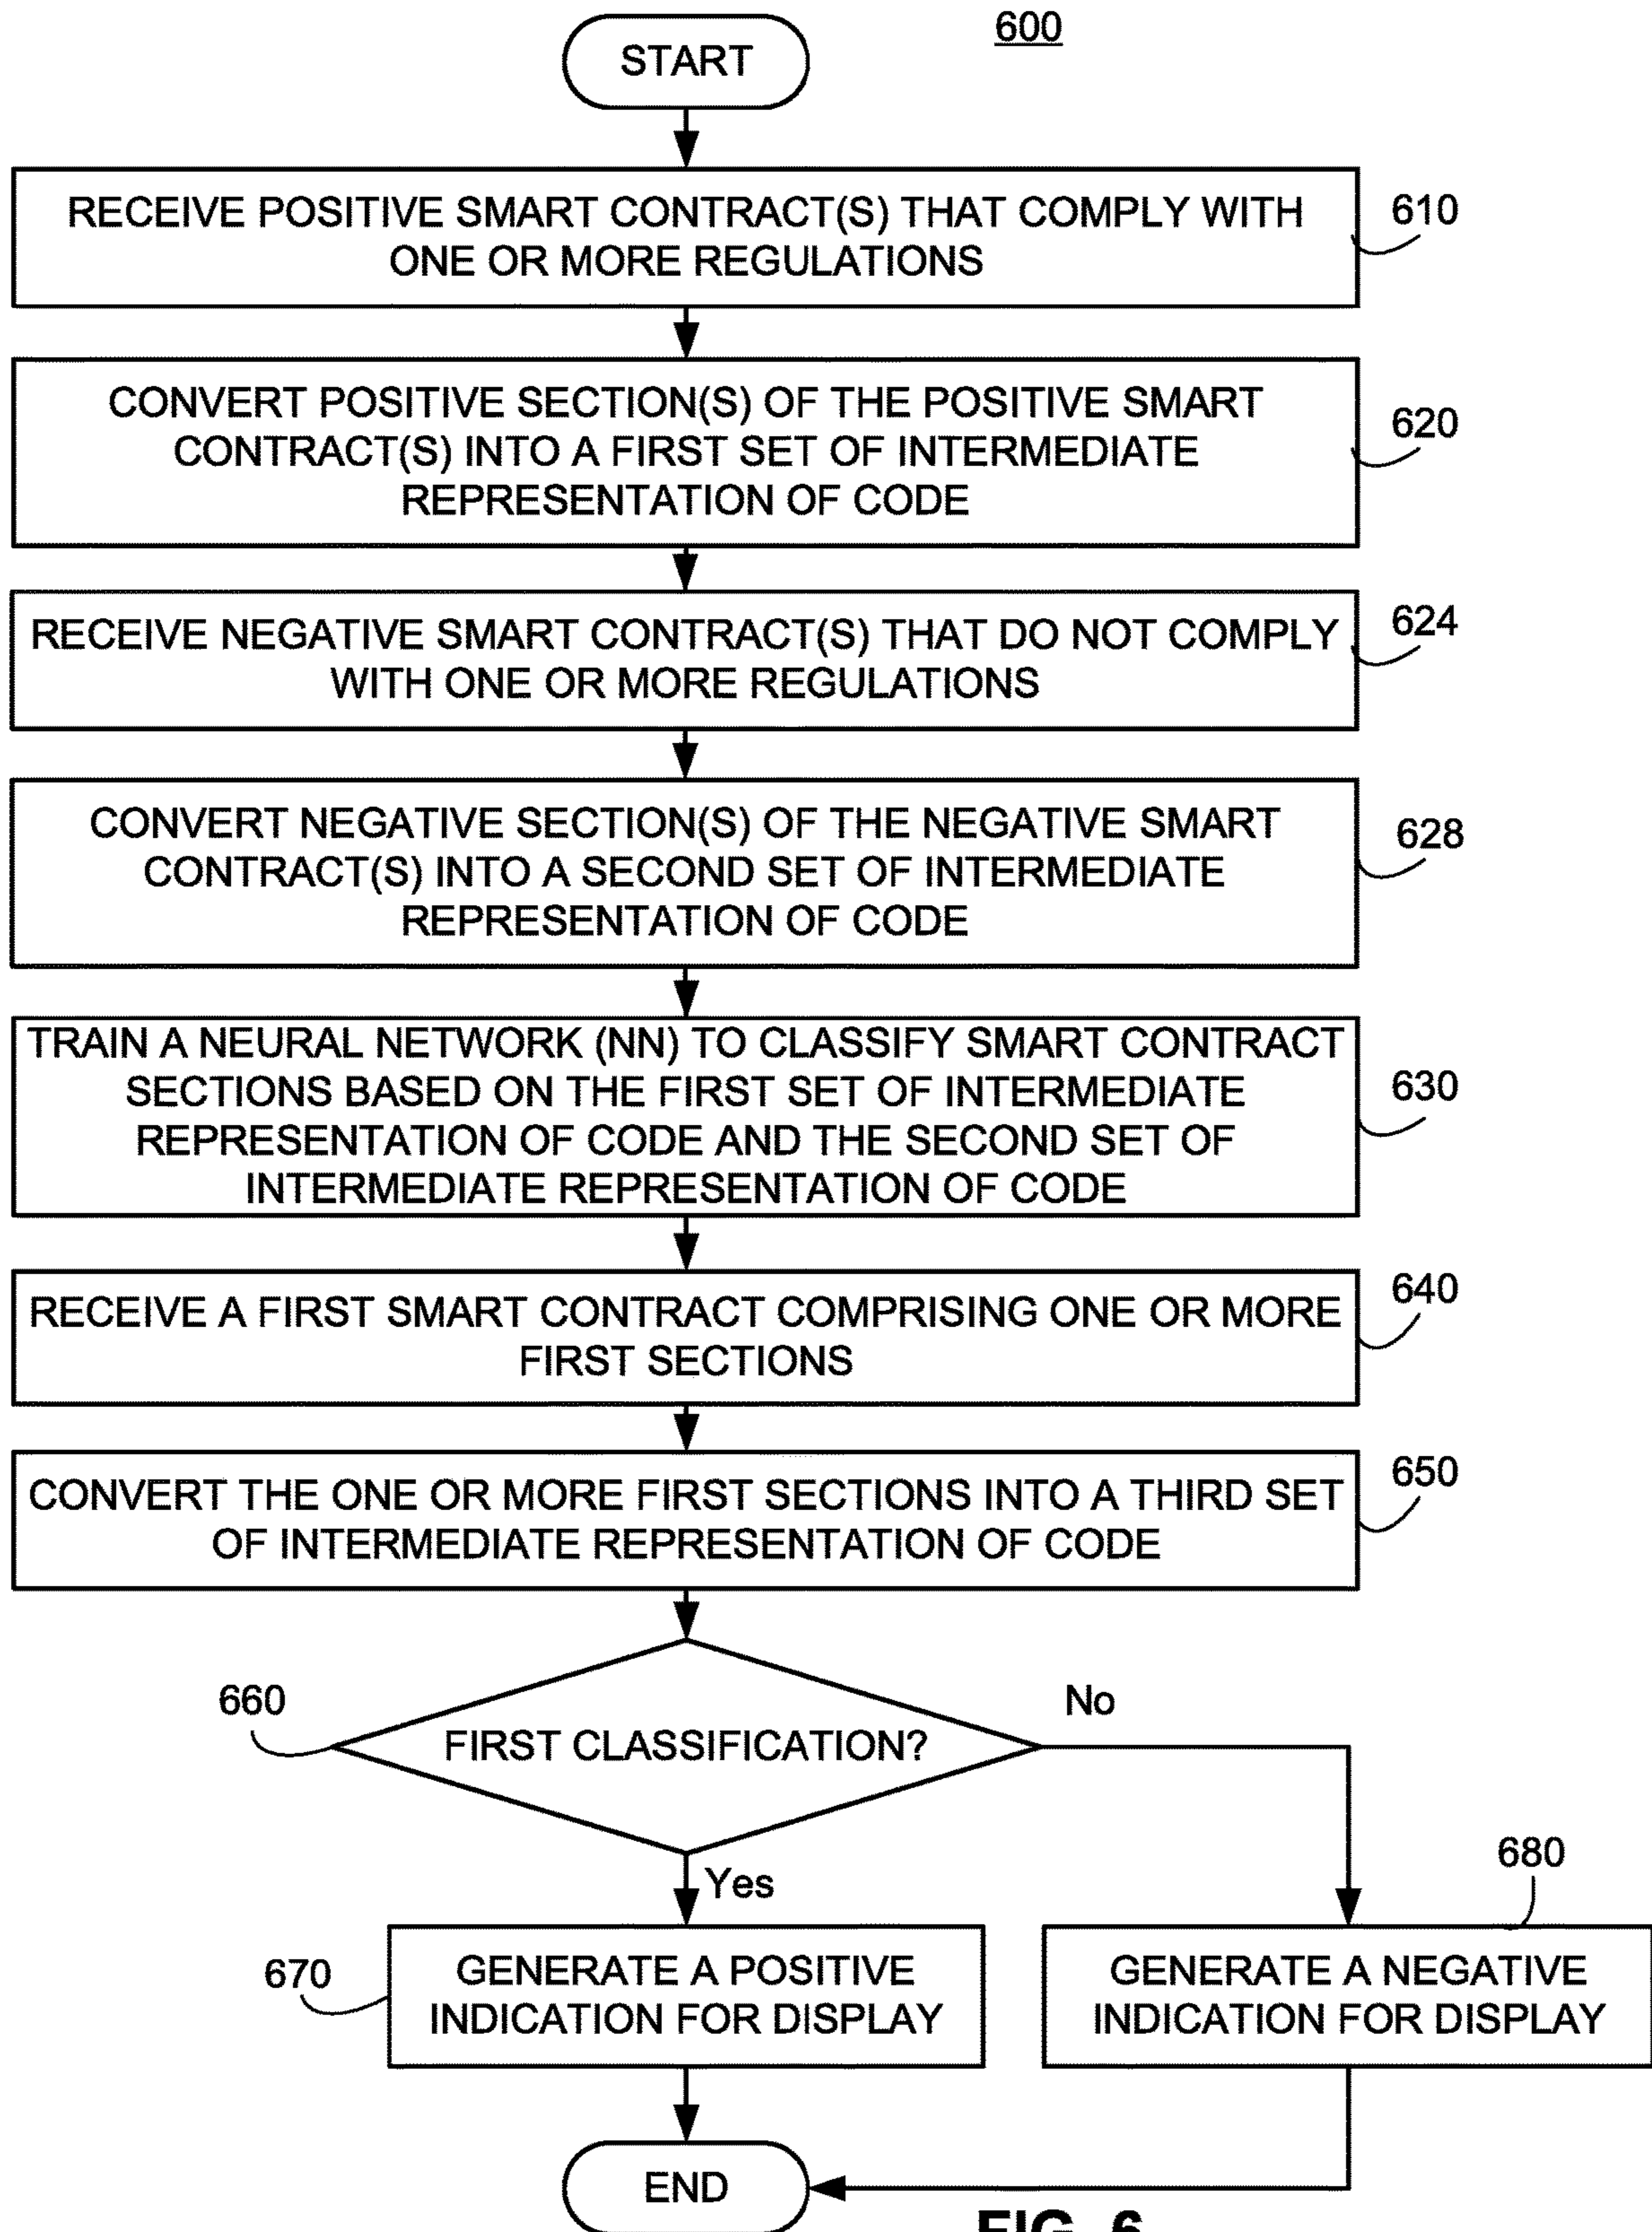 600
START
RECEIVE POSITIVE SMART CONTRACT(S) THAT COMPLY WITH
ONE OR MORE REGULATIONS
610
CONVERT POSITIVE SECTION(S) OF THE POSITIVE SMART
CONTRACT(S) INTO A FIRST SET OF INTERMEDIATE
REPRESENTATION OF CODE
620
RECEIVE NEGATIVE SMART CONTRACT(S) THAT DO NOT COMPLY
WITH ONE OR MORE REGULATIONS
624
CONVERT NEGATIVE SECTION(S) OF THE NEGATIVE SMART
CONTRACT(S) INTO A SECOND SET OF INTERMEDIATE
REPRESENTATION OF CODE
628
TRAIN A NEURAL NETWORK (NN) TO CLASSIFY SMART CONTRACT
SECTIONS BASED ON THE FIRST SET OF INTERMEDIATE
REPRESENTATION OF CODE AND THE SECOND SET OF
INTERMEDIATE REPRESENTATION OF CODE
630
RECEIVE A FIRST SMART CONTRACT COMPRISING ONE OR MORE
FIRST SECTIONS
640
CONVERT THE ONE OR MORE FIRST SECTIONS INTO A THIRD SET
OF INTERMEDIATE REPRESENTATION OF CODE
650
660
FIRST CLASSIFICATION?
No
Yes
670
GENERATE A POSITIVE
INDICATION FOR DISPLAY
680
GENERATE A NEGATIVE
INDICATION FOR DISPLAY
END
FIG. 6